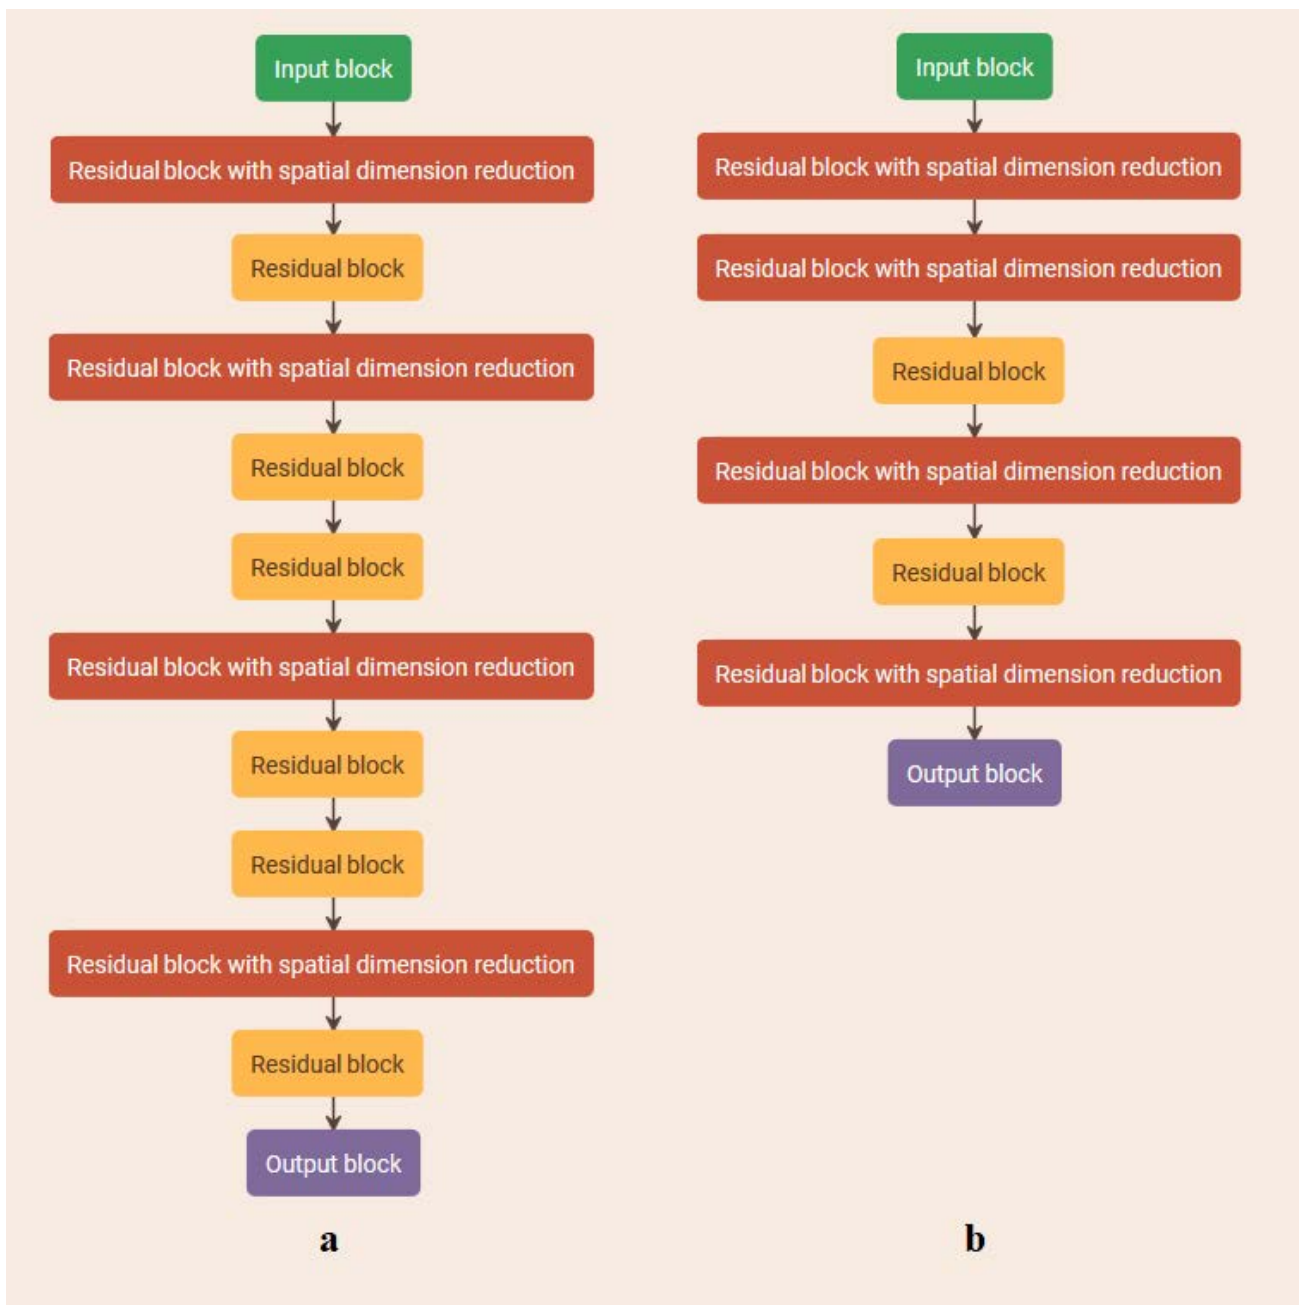 Input block
Residual block with spatial dimension reduction
Residual block
Residual block with spatial dimension reduction
Residual block
Residual block
Residual block with spatial dimension reduction
Residual block
Residual block
Residual block with spatial dimension reduction
Residual block
Output block
a
Input block
Residual block with spatial dimension reduction
Residual block with spatial dimension reduction
Residual block
Residual block with spatial dimension reduction
Residual block
Residual block with spatial dimension reduction
Output block
b